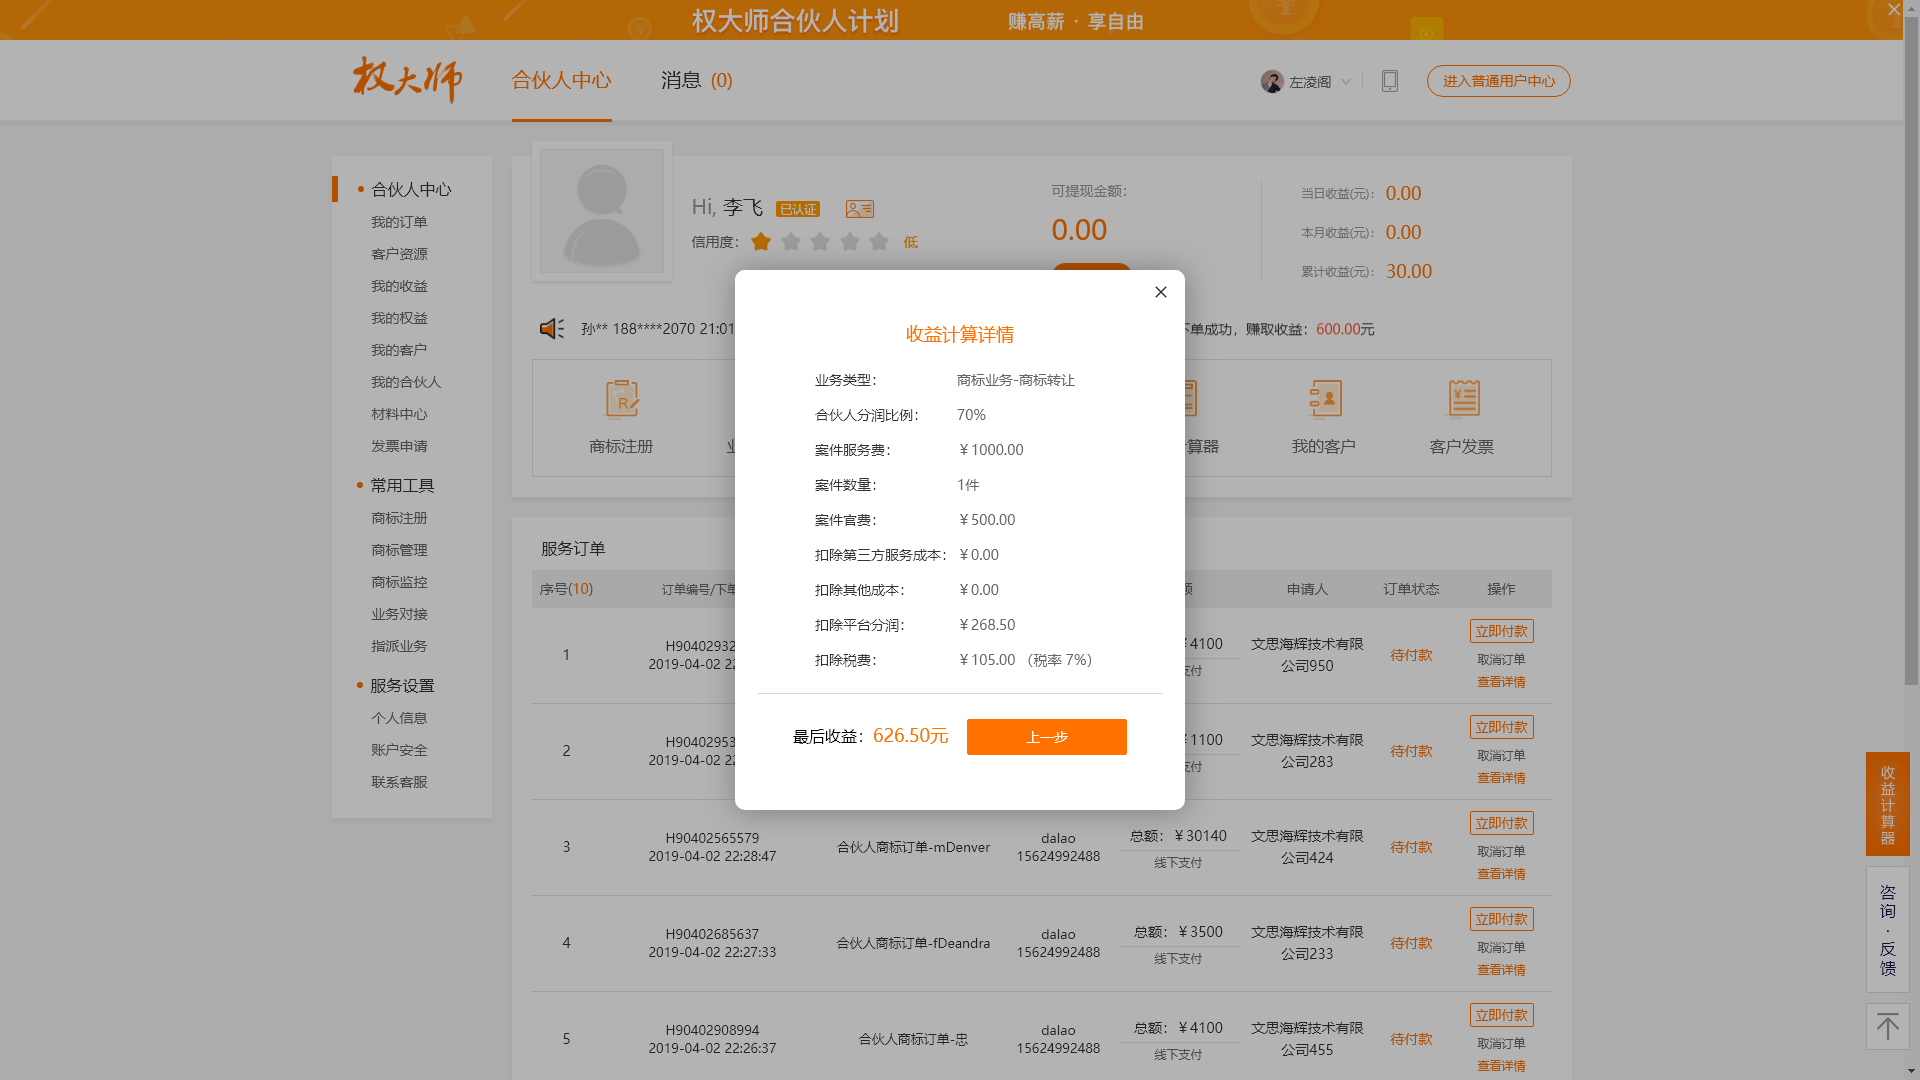 权大师合伙人计划 赚高薪 · 享自由
权大师 合伙人中心 消息 (0) 左凌阁 进入普通用户中心
合伙人中心
我的订单
客户资源
我的收益
我的权益
我的客户
我的合伙人
材料中心
发票申请
常用工具
商标注册
商标管理
商标监控
业务对接
指派业务
服务设置
个人信息
账户安全
联系客服
Hi, 李飞 已认证
信用度： 低
可提现金额：
0.00
当日收益(元)： 0.00
本月收益(元)： 0.00
累计收益(元)： 30.00
孙** 188****2070 21:01
下单成功，赚取收益：600.00元
商标注册
算器
我的客户
客户发票
收益计算详情
业务类型： 商标业务-商标转让
合伙人分润比例： 70%
案件服务费： ￥1000.00
案件数量： 1件
案件官费： ￥500.00
扣除第三方服务成本： ￥0.00
扣除其他成本： ￥0.00
扣除平台分润： ￥268.50
扣除税费： ￥105.00 （税率 7%）
最后收益：626.50元 上一步
服务订单
序号(10) 订单编号/下单 额 申请人 订单状态 操作
1 H90402932 ￥4100 文思海辉技术有限 待付款 立即付款
2019-04-02 22 支付 公司950 取消订单
查看详情
2 H90402953 ￥1100 文思海辉技术有限 待付款 立即付款
2019-04-02 22 支付 公司283 取消订单
查看详情
3 H90402565579 合伙人商标订单-mDenver dalao 总额：￥30140 文思海辉技术有限 待付款 立即付款
2019-04-02 22:28:47 15624992488 线下支付 公司424 取消订单
查看详情
4 H90402685637 合伙人商标订单-fDeandra dalao 总额：￥3500 文思海辉技术有限 待付款 立即付款
2019-04-02 22:27:33 15624992488 线下支付 公司233 取消订单
查看详情
5 H90402908994 合伙人商标订单-忠 dalao 总额：￥4100 文思海辉技术有限 待付款 立即付款
2019-04-02 22:26:37 15624992488 线下支付 公司455 取消订单
查看详情
收益计算器
咨询·反馈